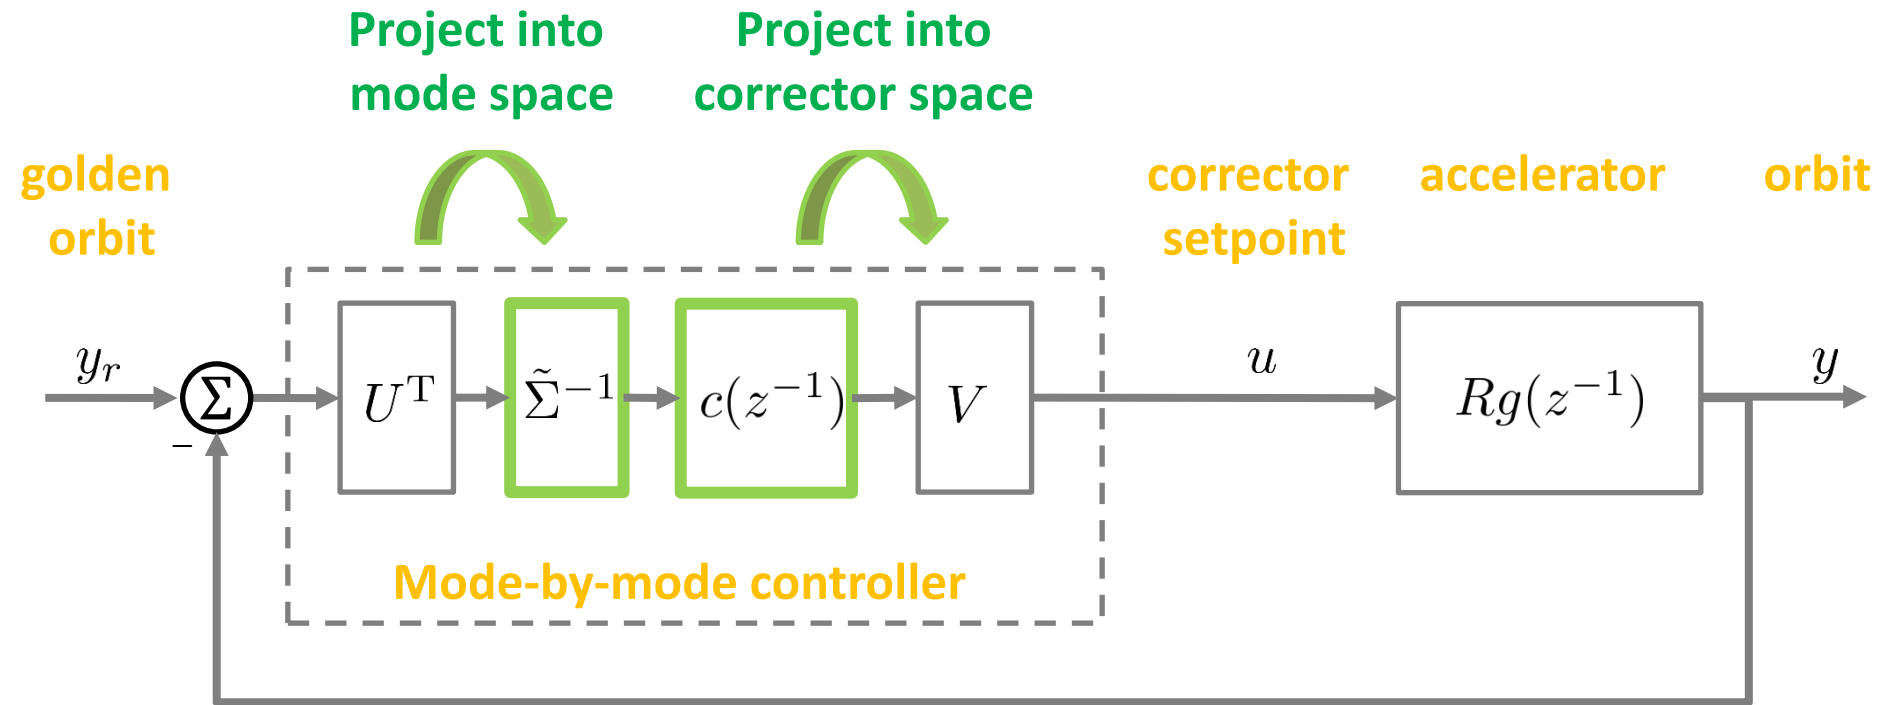 Project into
mode space
Project into
corrector space
golden
orbit
corrector
setpoint
accelerator
orbit
y_r
Σ
−
U^T
Σ̃^{−1}
c(z^{−1})
V
u
Rg(z^{−1})
y
Mode-by-mode controller